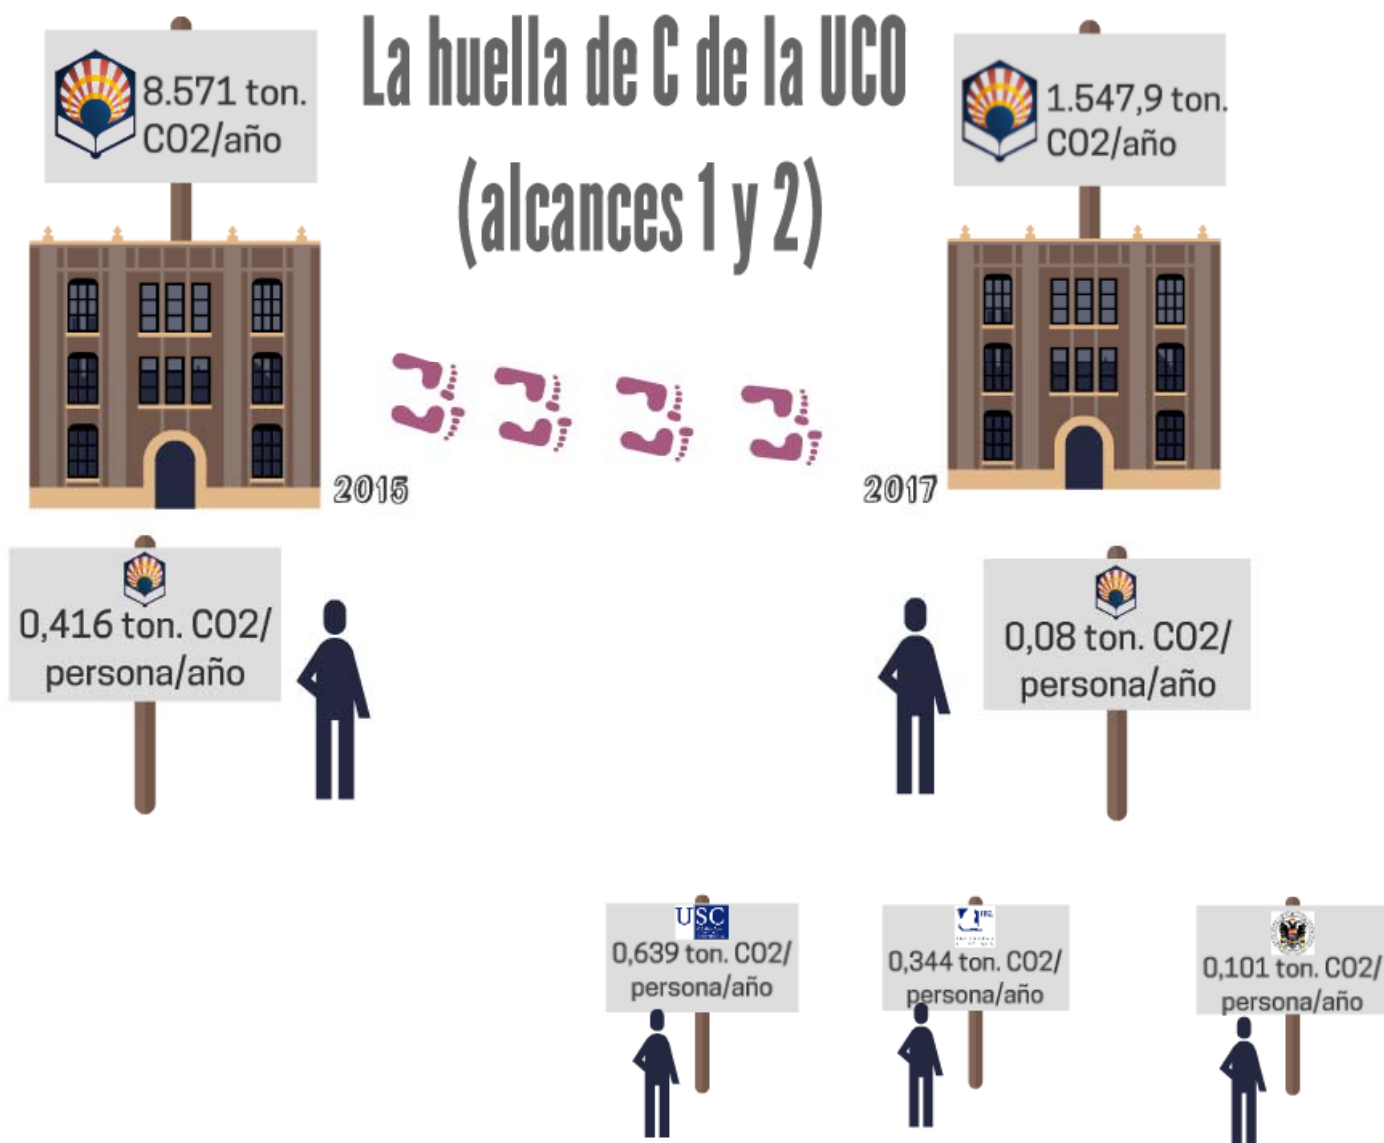 La huella de C de la UCO
(alcances 1 y 2)
8.571 ton.
CO2/año
1.547,9 ton.
CO2/año
2015
2017
0,416 ton. CO2/
persona/año
0,08 ton. CO2/
persona/año
USC
0,639 ton. CO2/
persona/año
0,344 ton. CO2/
persona/año
0,101 ton. CO2/
persona/año